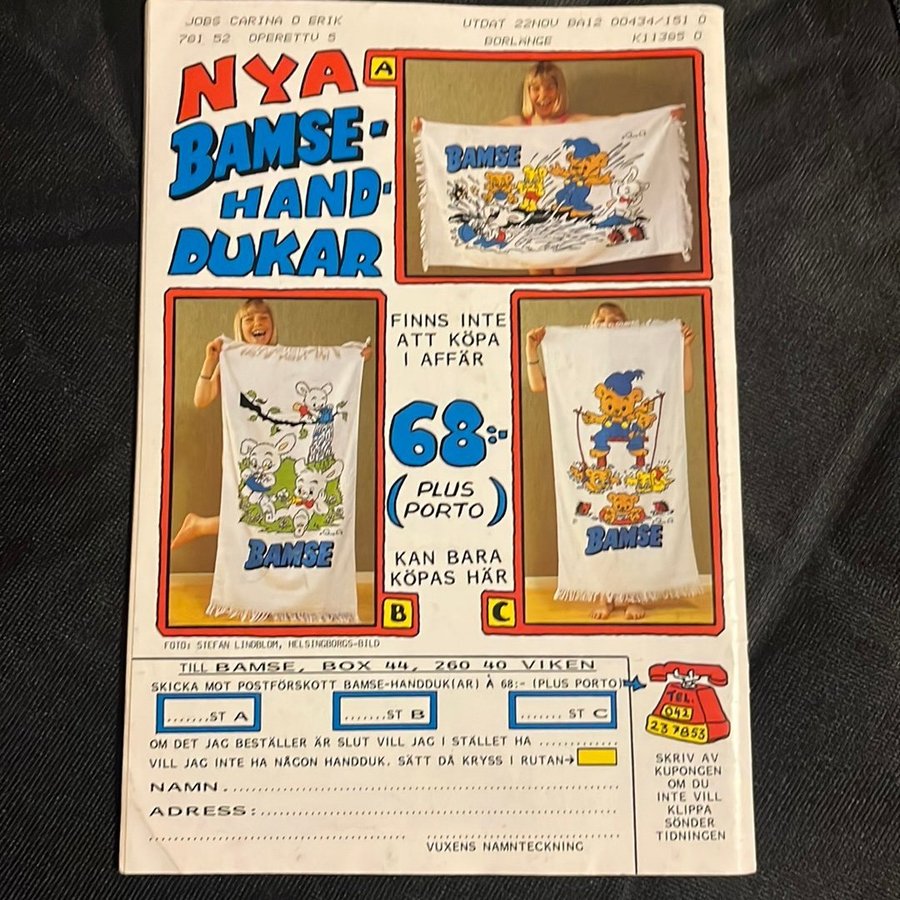 JOBS CARINA O ERIK
UTDAT 22NOV BA12 00434/151 0
701 52 OPERETTV 5
BORLÄNGE
K11385 0
NYA
BAMSE-
HAND-
DUKAR
A
BAMSE
FINNS INTE
ATT KÖPA
I AFFÄR
68:-
(PLUS
PORTO)
KAN BARA
KÖPAS HÄR
BAMSE
B
BAMSE
C
FOTO: STEFAN LINDBLOM, HELSINGBORGS-BILD
TILL BAMSE, BOX 44, 260 40 VIKEN
SKICKA MOT POSTFÖRSKOTT BAMSE-HANDDUK(AR) À 68:- (PLUS PORTO)
.......ST A
.......ST B
....... ST C
OM DET JAG BESTÄLLER ÄR SLUT VILL JAG I STÄLLET HA ............
VILL JAG INTE HA NÅGON HANDDUK. SÄTT DÅ KRYSS I RUTAN→
NAMN..........
ADRESS:..........
VUXENS NAMNTECKNING
TEL.
042
237853
SKRIV AV
KUPONGEN
OM DU
INTE VILL
KLIPPA
SÖNDER
TIDNINGEN